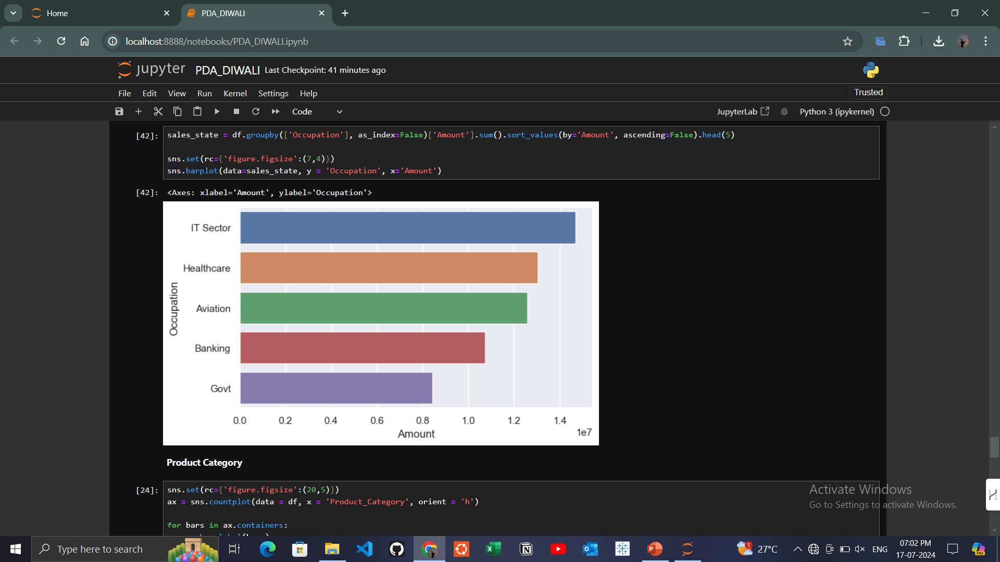 Home
PDA_DIWALI
localhost:8888/notebooks/PDA_DIWALI.ipynb
jupyter PDA_DIWALI Last Checkpoint: 41 minutes ago
File Edit View Run Kernel Settings Help
Trusted
Code
JupyterLab
Python 3 (ipykernel)
[42]: sales_state = df.groupby(['Occupation'], as_index=False)['Amount'].sum().sort_values(by='Amount', ascending=False).head(5)
sns.set(rc={'figure.figsize':(7,4)})
sns.barplot(data=sales_state, y = 'Occupation', x='Amount')
[42]: <Axes: xlabel='Amount', ylabel='Occupation'>
Occupation
IT Sector
Healthcare
Aviation
Banking
Govt
0.0 0.2 0.4 0.6 0.8 1.0 1.2 1.4
Amount
1e7
Product Category
[24]: sns.set(rc={'figure.figsize':(20,5)})
ax = sns.countplot(data = df, x = 'Product_Category', orient = 'h')
for bars in ax.containers:
Activate Windows
Go to Settings to activate Windows.
Type here to search
27°C
ENG
07:02 PM
17-07-2024